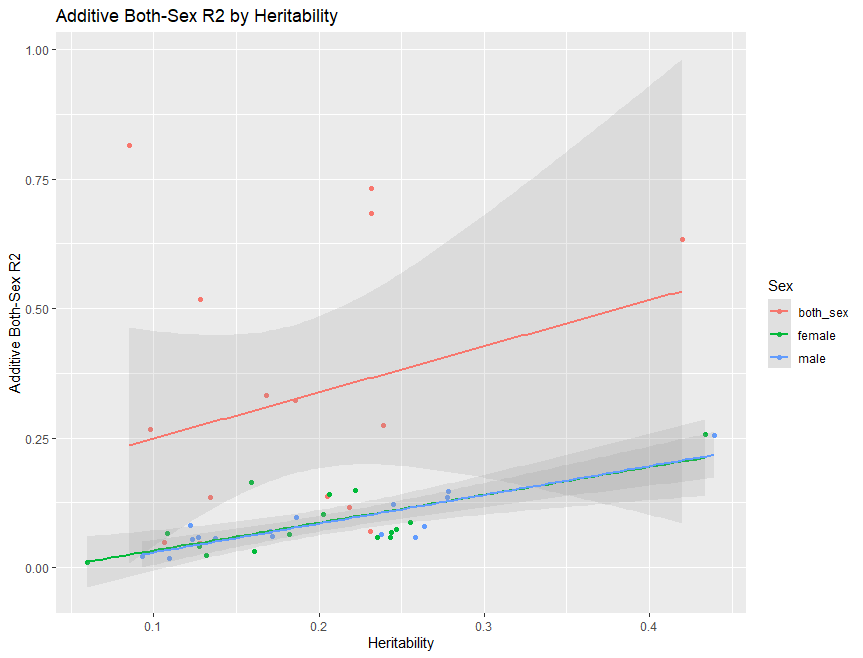 Additive Both-Sex R2 by Heritability
1.00
0.75
0.50
0.25
0.00
Additive Both-Sex R2
0.1
0.2
0.3
0.4
Heritability
Sex
both_sex
female
male